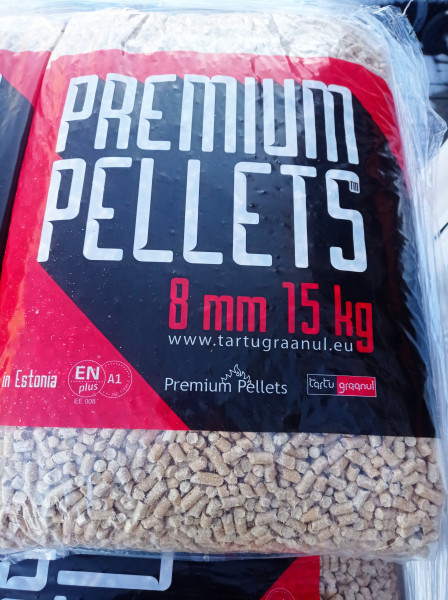 PREMIUM
PELLETS™
8 mm 15 kg
www.tartugraanul.eu
in Estonia
EN
plus
A1
EE 008
Premium Pellets
tartu graanul